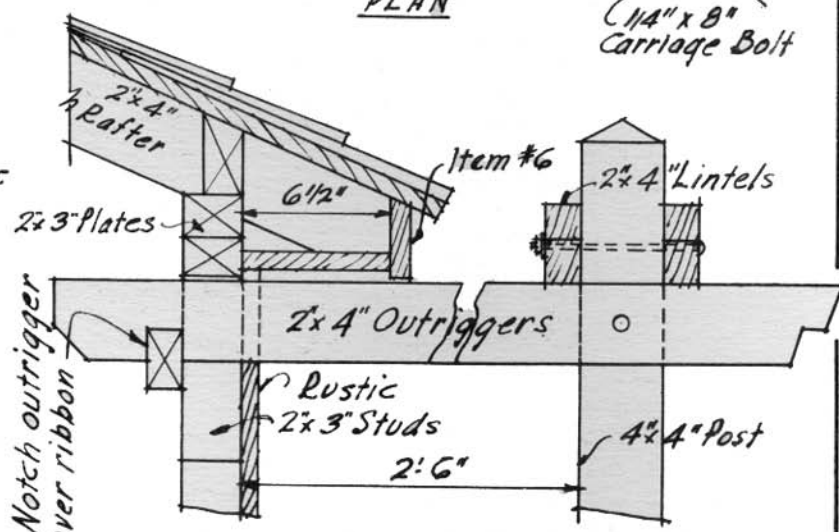 PLAN
1/4" x 8"
Carriage Bolt
2"x 4"
Rafter
Item #6
6 1/2"
2"x 4" Lintels
2"x 3" Plates
2"x 4" Outriggers
Notch outrigger
ver ribbon
Rustic
2"x 3" Studs
4"x 4" Post
2'-6"